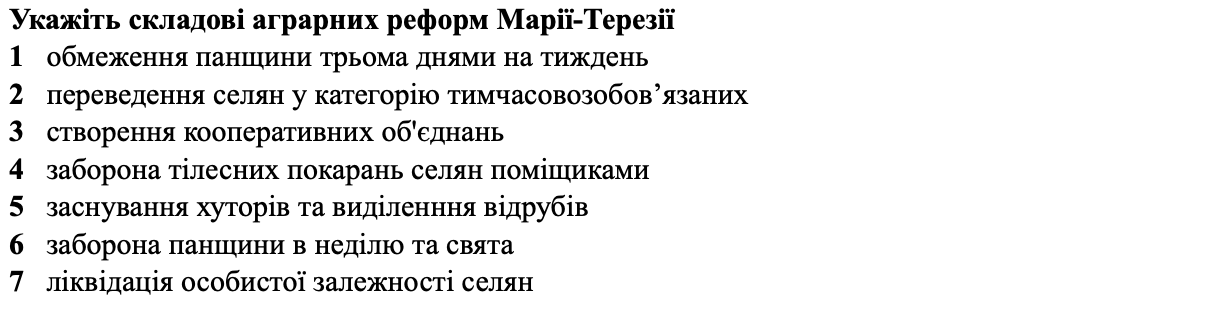 Укажіть складові аграрних реформ Марії-Терезії
1 обмеження панщини трьома днями на тиждень
2 переведення селян у категорію тимчасовозобов’язаних
3 створення кооперативних об'єднань
4 заборона тілесних покарань селян поміщиками
5 заснування хуторів та виділенння відрубів
6 заборона панщини в неділю та свята
7 ліквідація особистої залежності селян